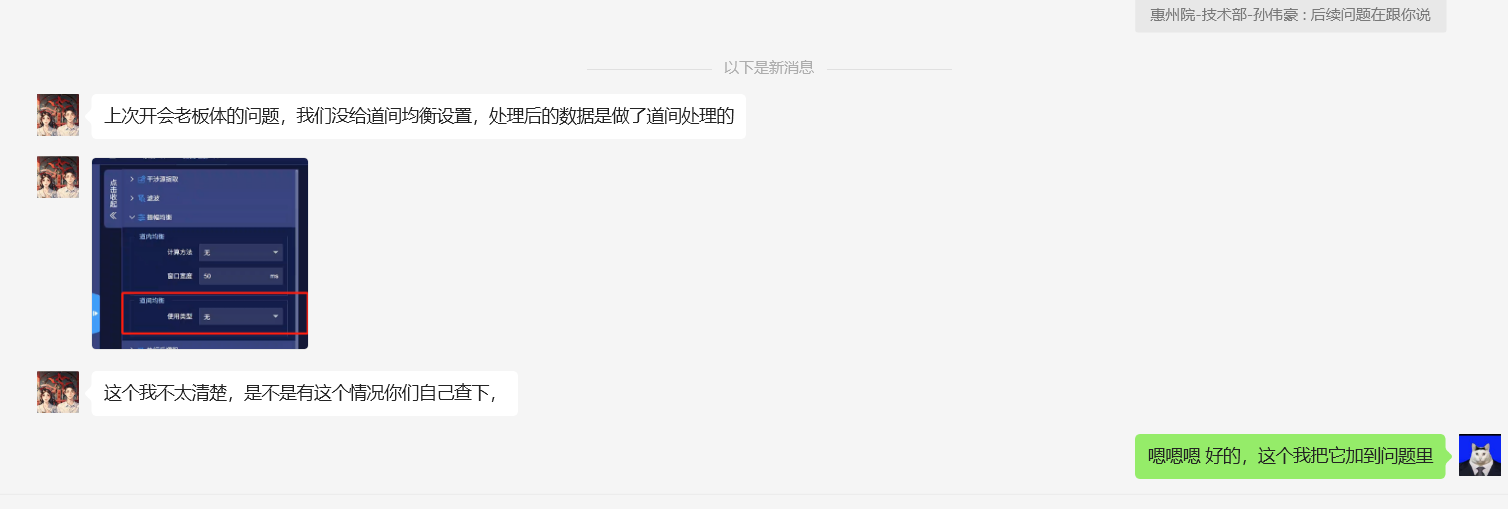 惠州院-技术部-孙伟豪 : 后续问题在跟你说
以下是新消息
上次开会老板体的问题，我们没给道间均衡设置，处理后的数据是做了道间处理的
点击收起
干涉源提取
滤波
振幅均衡
道内均衡
计算方法 无
窗口宽度 50 ms
道间均衡
使用类型 无
这个我不太清楚，是不是有这个情况你们自己查下，
嗯嗯嗯 好的，这个我把它加到问题里